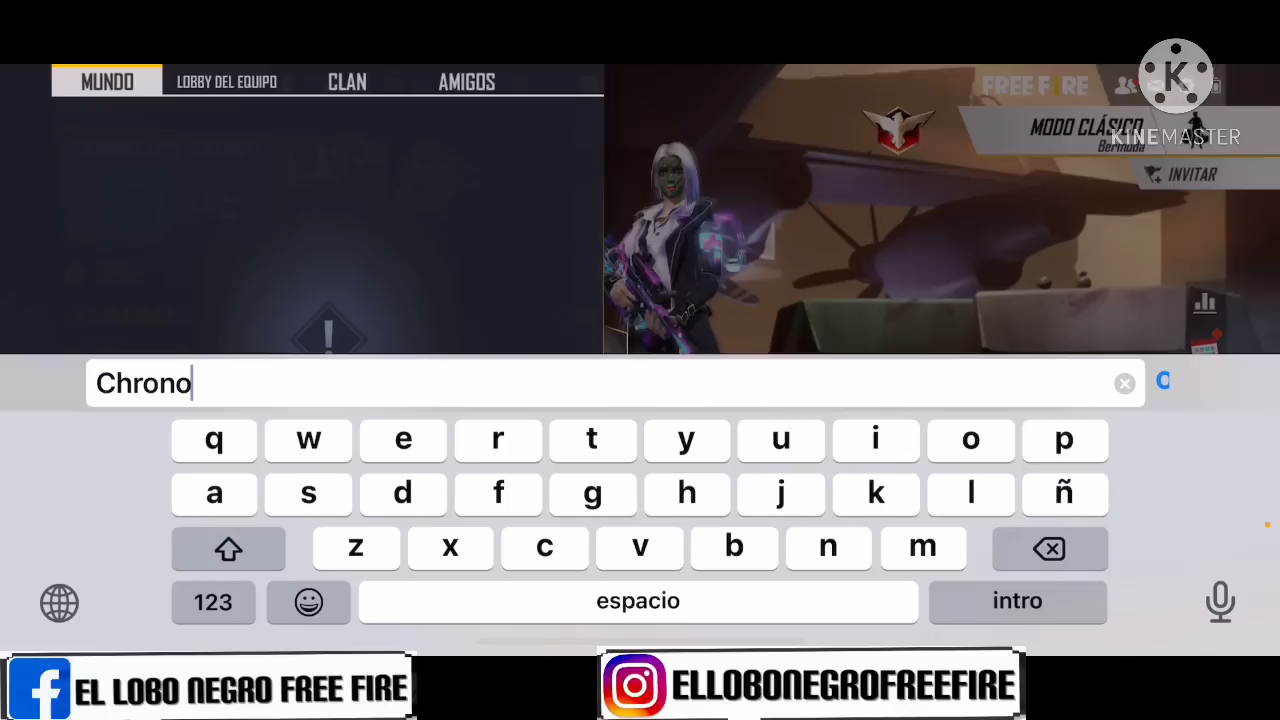 MUNDO LOBBY DEL EQUIPO CLAN AMIGOS
FREE FIRE
K
KINEMASTER
MODO CLÁSICO
Bermuda
INVITAR
!
Chrono
q w e r t y u i o p
a s d f g h j k l ñ
z x c v b n m
123 espacio intro
f EL LOBO NEGRO FREE FIRE
ELLOBONEGROFREEFIRE